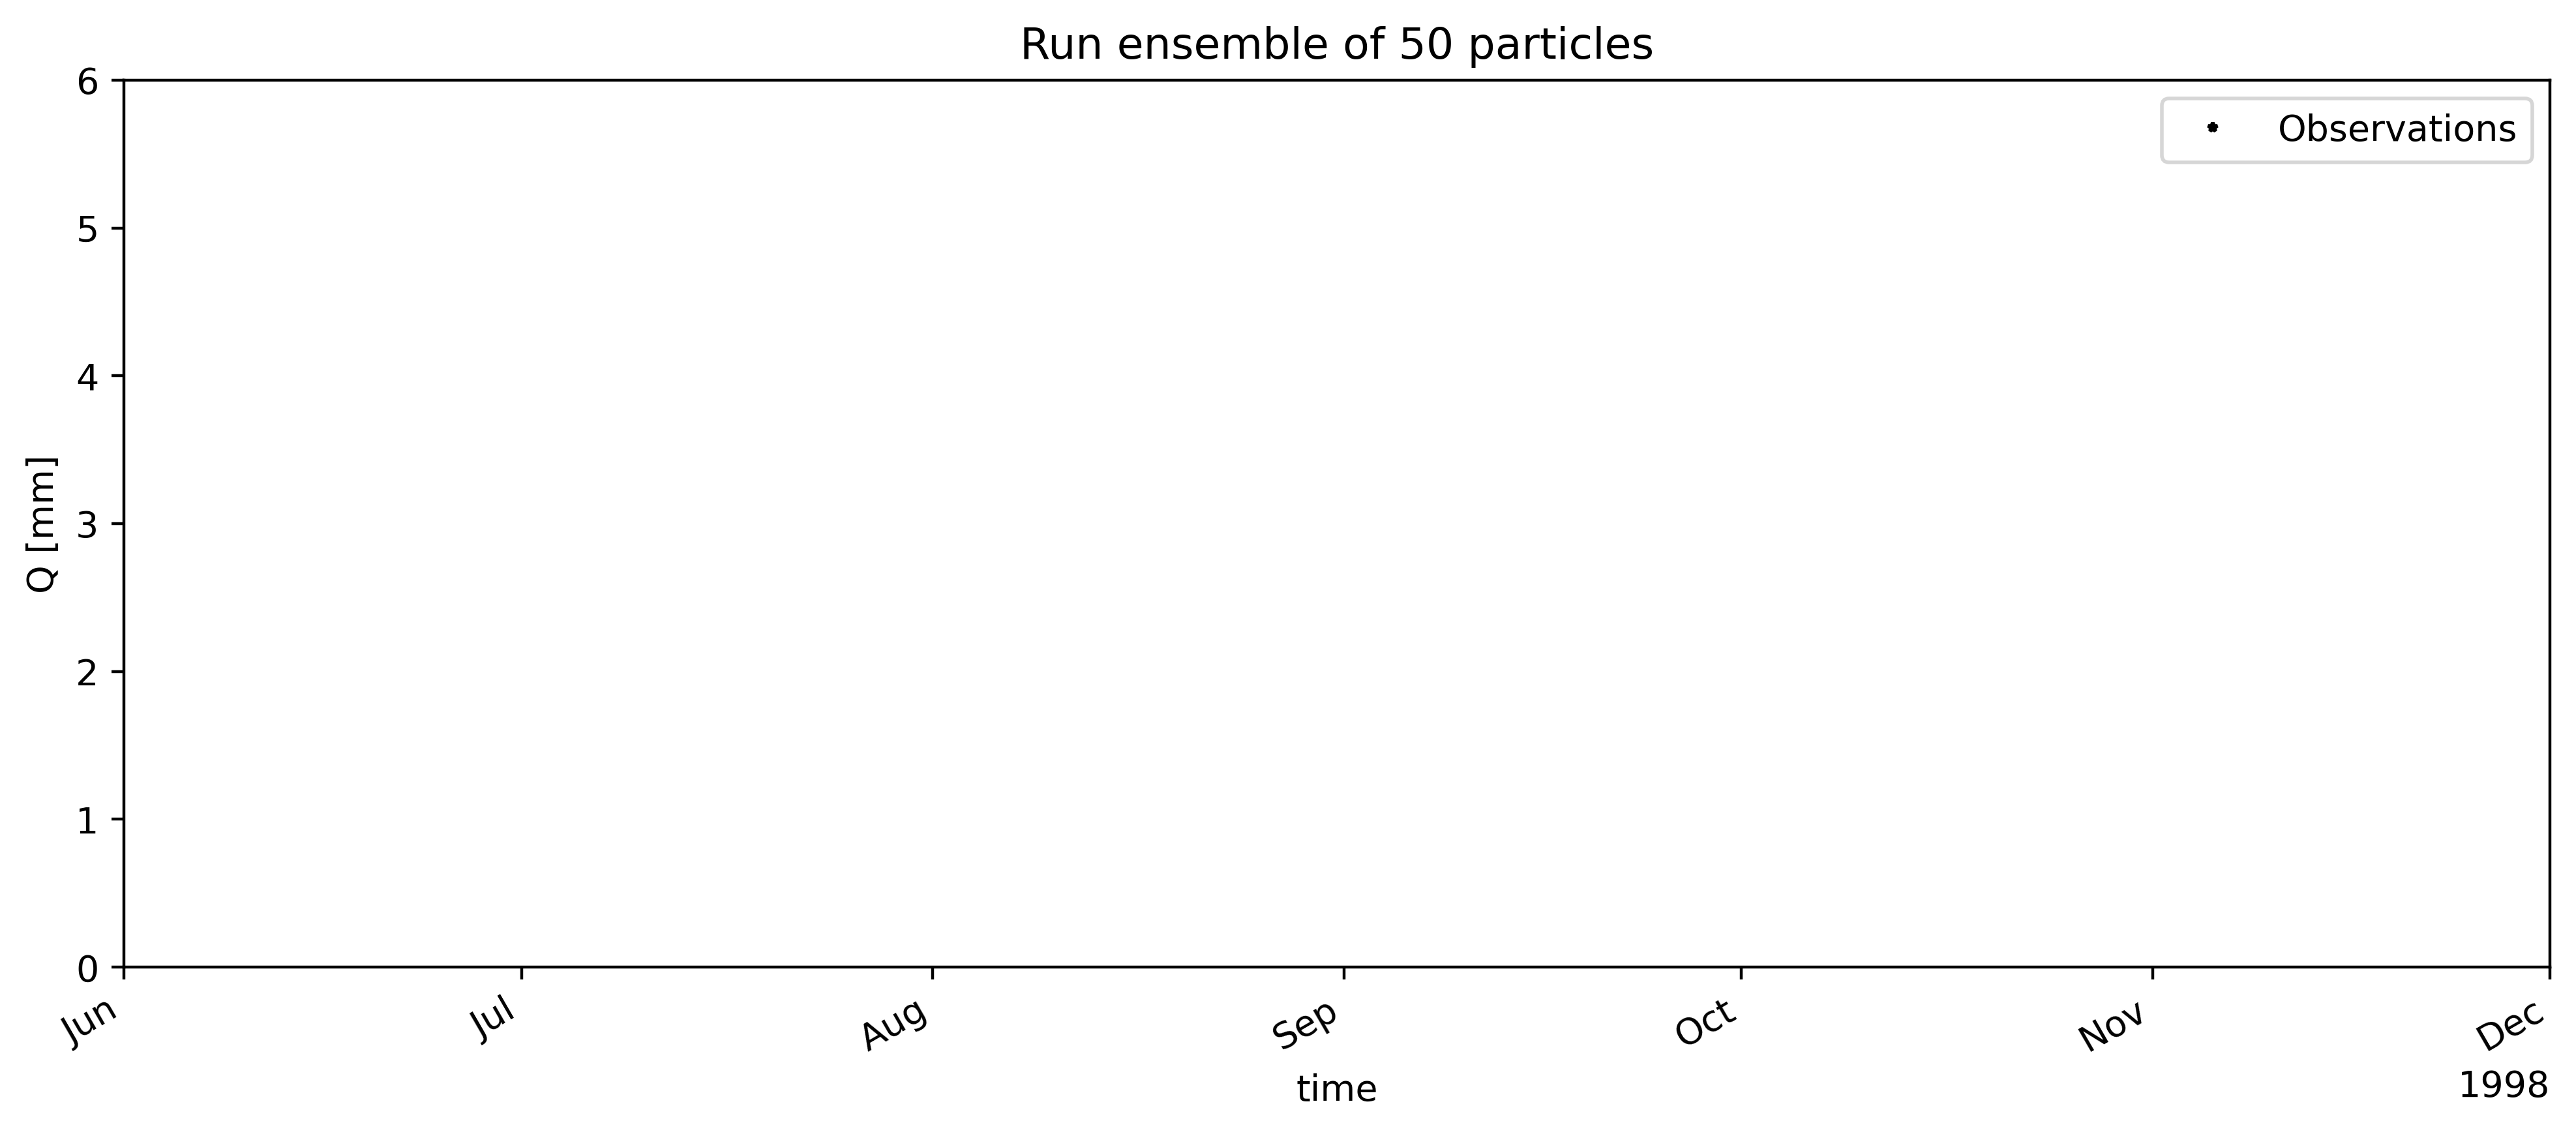 Run ensemble of 50 particles
Observations
Q [mm]
6
5
4
3
2
1
0
Jun
Jul
Aug
Sep
Oct
Nov
Dec
time
1998